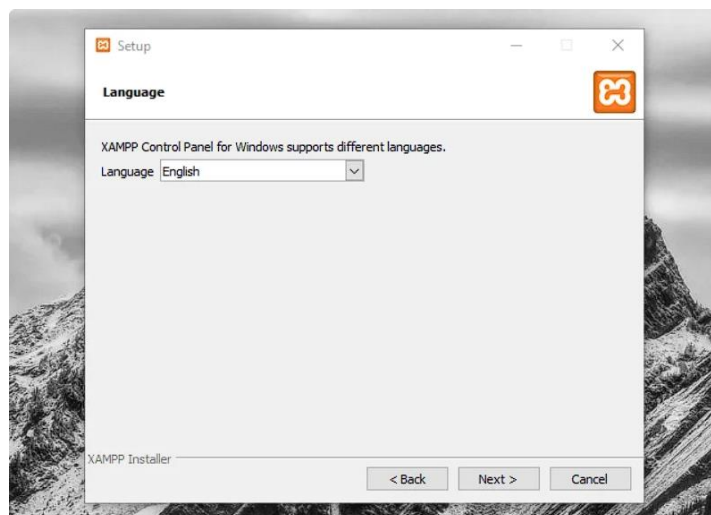 Setup
Language
XAMPP Control Panel for Windows supports different languages.
Language English
XAMPP Installer
< Back Next > Cancel